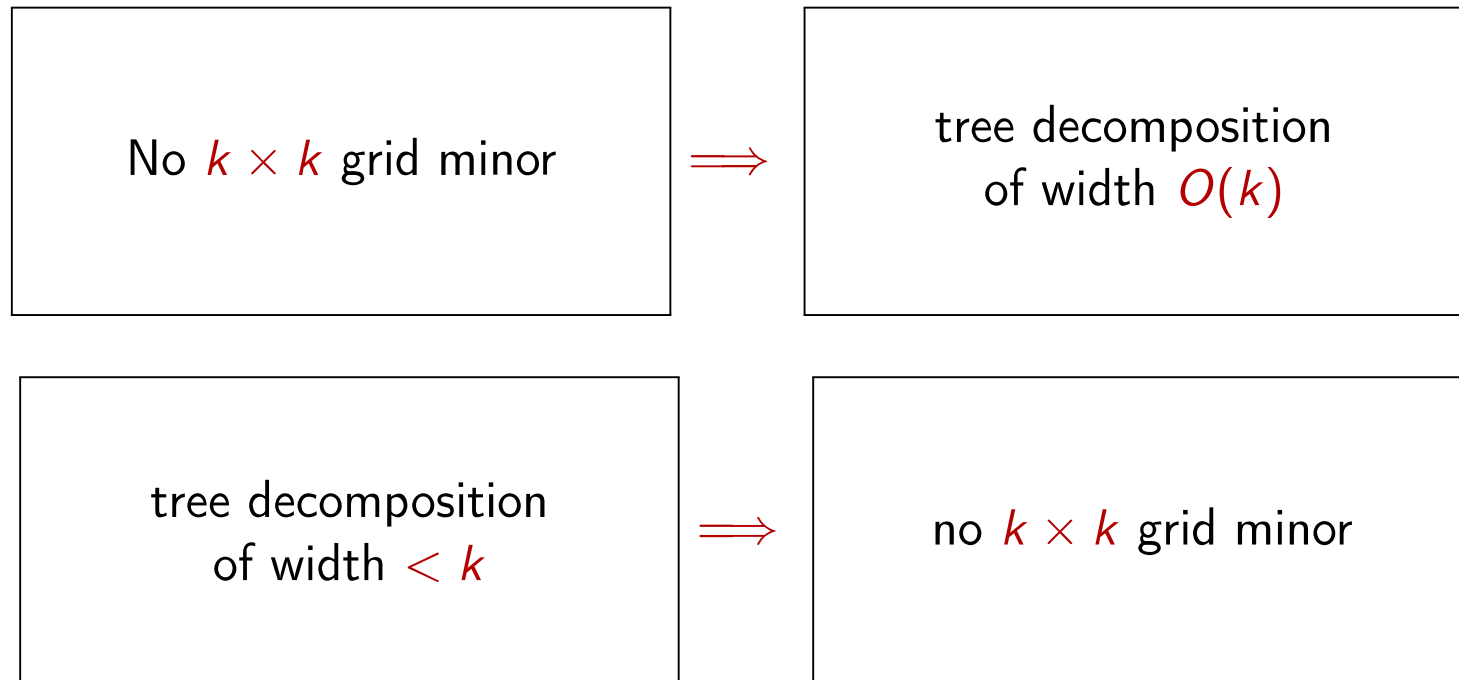 No k × k grid minor
⟹
tree decomposition
of width O(k)
tree decomposition
of width < k
⟹
no k × k grid minor